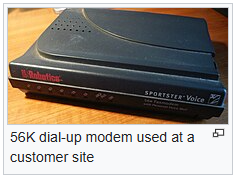 U.S. Robotics
SPORTSTER Voice
56K dial-up modem used at a
customer site